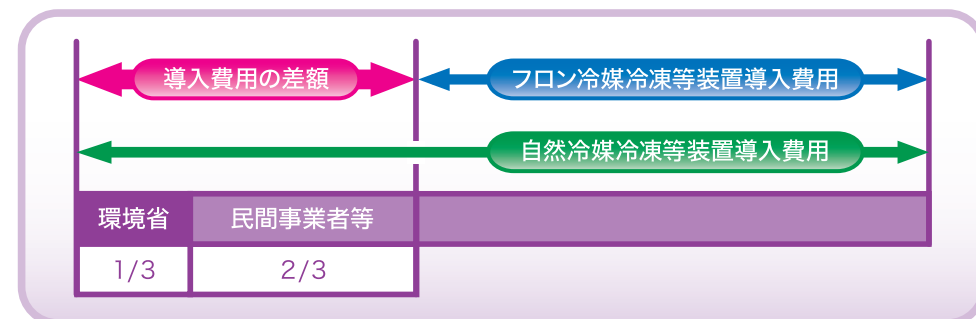 導入費用の差額
フロン冷媒冷凍等装置導入費用
自然冷媒冷凍等装置導入費用
環境省
民間事業者等
1/3
2/3